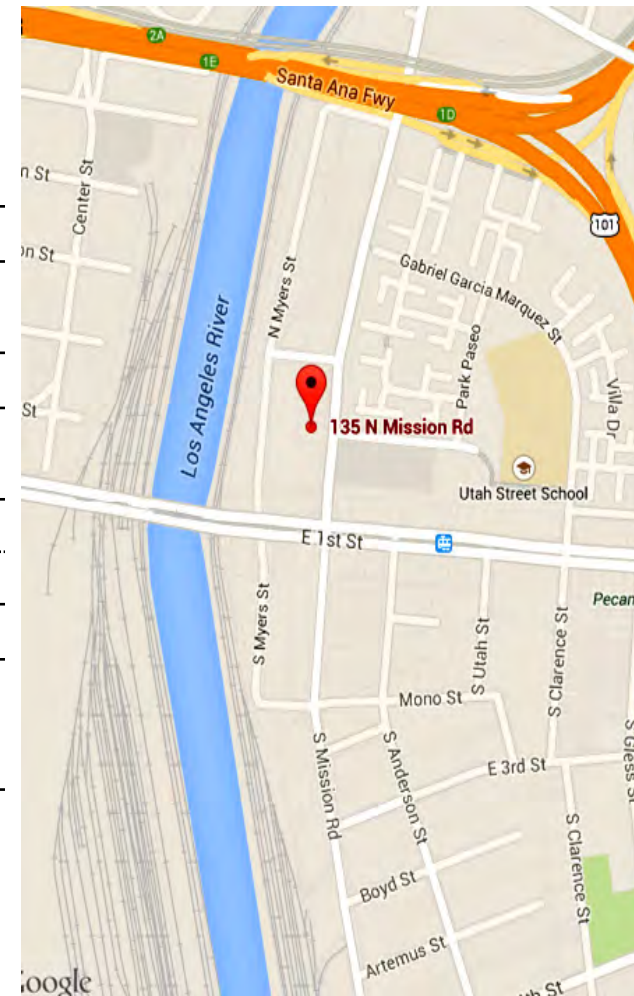 2A
1E
Santa Ana Fwy
1D
n St
Center St
101
on St
N Myers St
Gabriel Garcia Marquez St
Los Angeles River
Park Paseo
Villa Dr
St
135 N Mission Rd
Utah Street School
E 1st St
Pecan
S Myers St
S Utah St
S Clarence St
Mono St
S Gless St
S Mission Rd
S Anderson St
E 3rd St
S Clarence St
Boyd St
Artemus St
th St
oogle